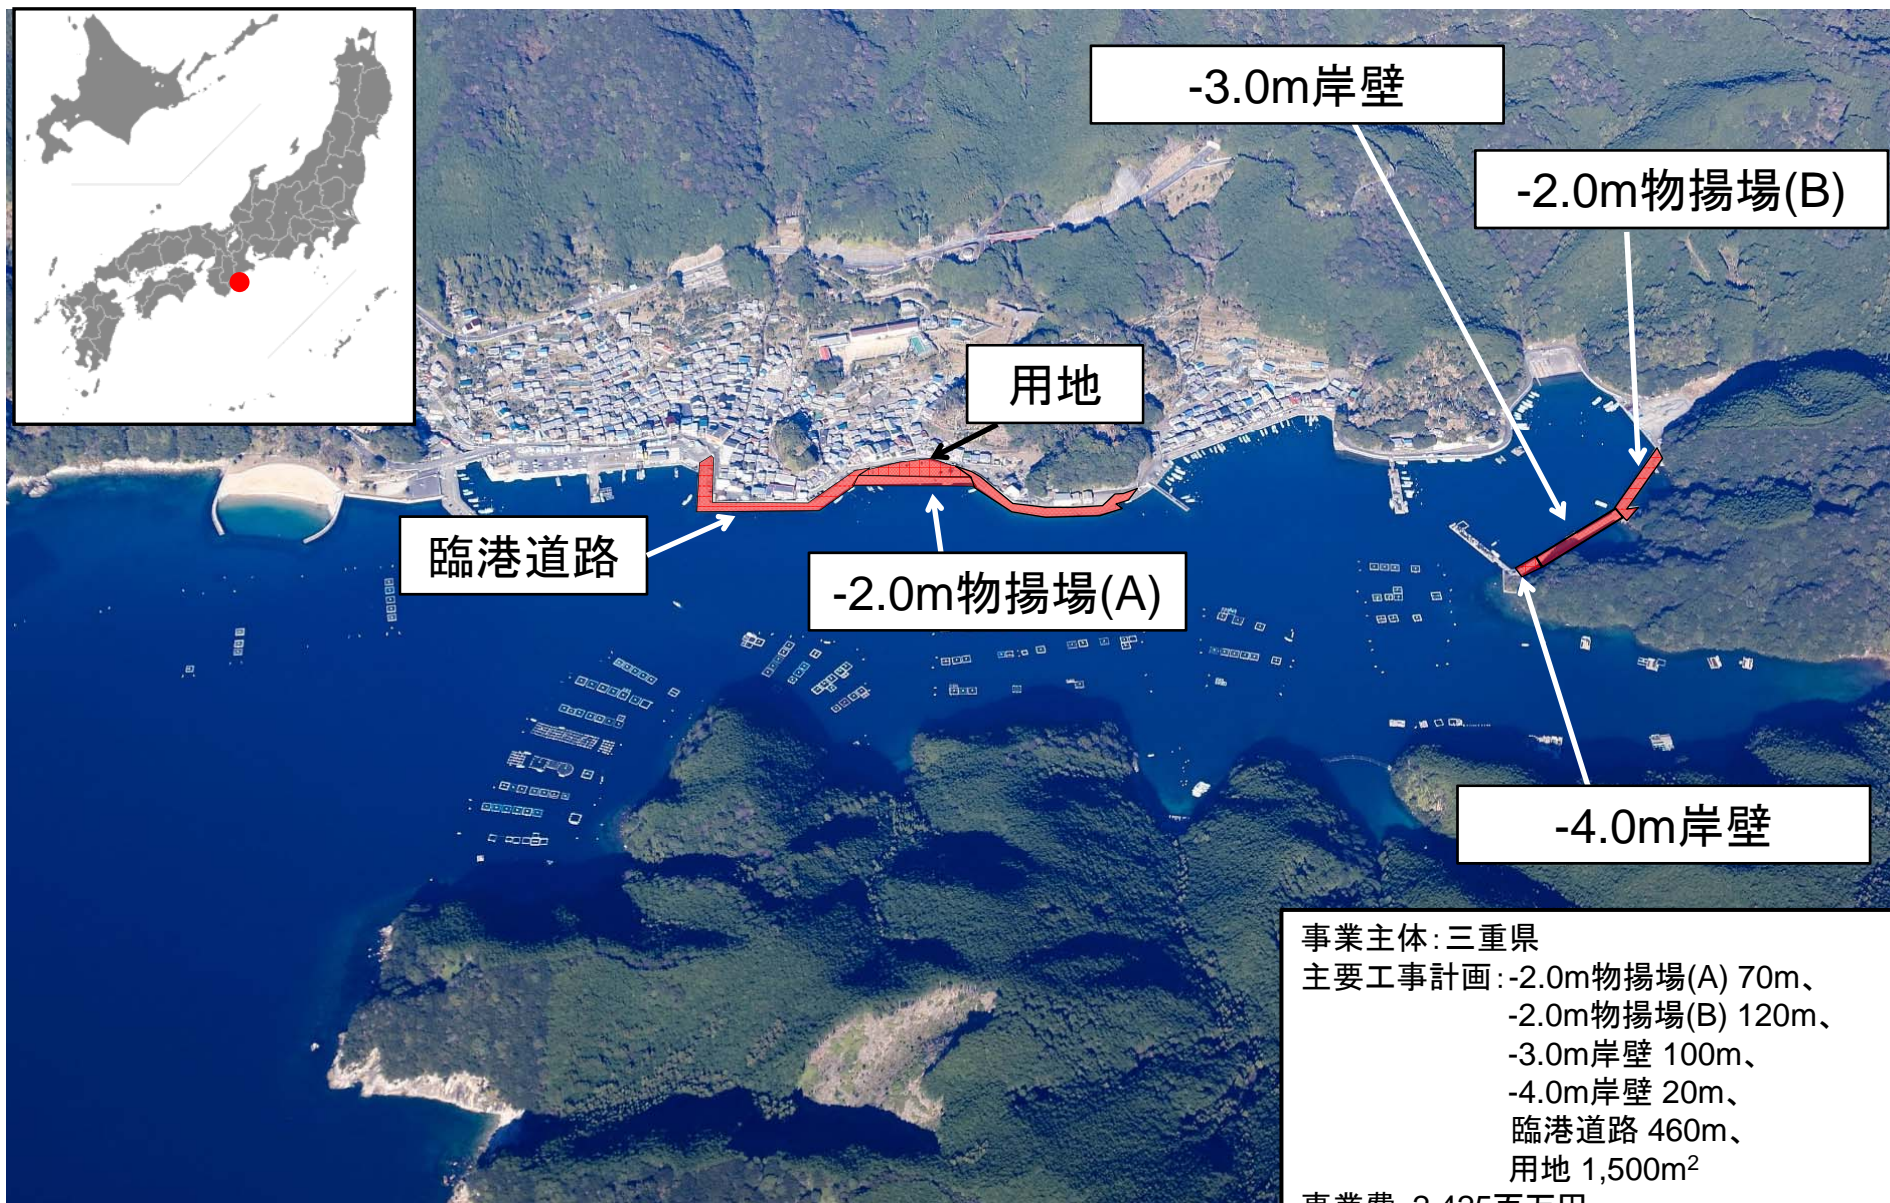 -3.0m岸壁
-2.0m物揚場(B)
用地
臨港道路
-2.0m物揚場(A)
-4.0m岸壁
事業主体：三重県
主要工事計画：-2.0m物揚場(A) 70m、
-2.0m物揚場(B) 120m、
-3.0m岸壁 100m、
-4.0m岸壁 20m、
臨港道路 460m、
用地 1,500m²